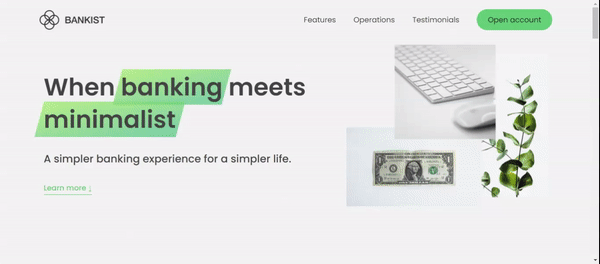 BANKIST
Features Operations Testimonials Open account
When banking meets
minimalist
A simpler banking experience for a simpler life.
Learn more ↓